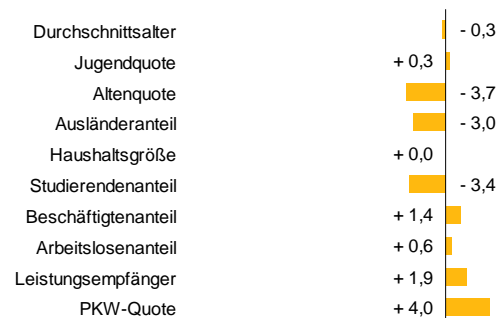 Durchschnittsalter - 0,3
Jugendquote + 0,3
Altenquote - 3,7
Ausländeranteil - 3,0
Haushaltsgröße + 0,0
Studierendenanteil - 3,4
Beschäftigtenanteil + 1,4
Arbeitslosenanteil + 0,6
Leistungsempfänger + 1,9
PKW-Quote + 4,0